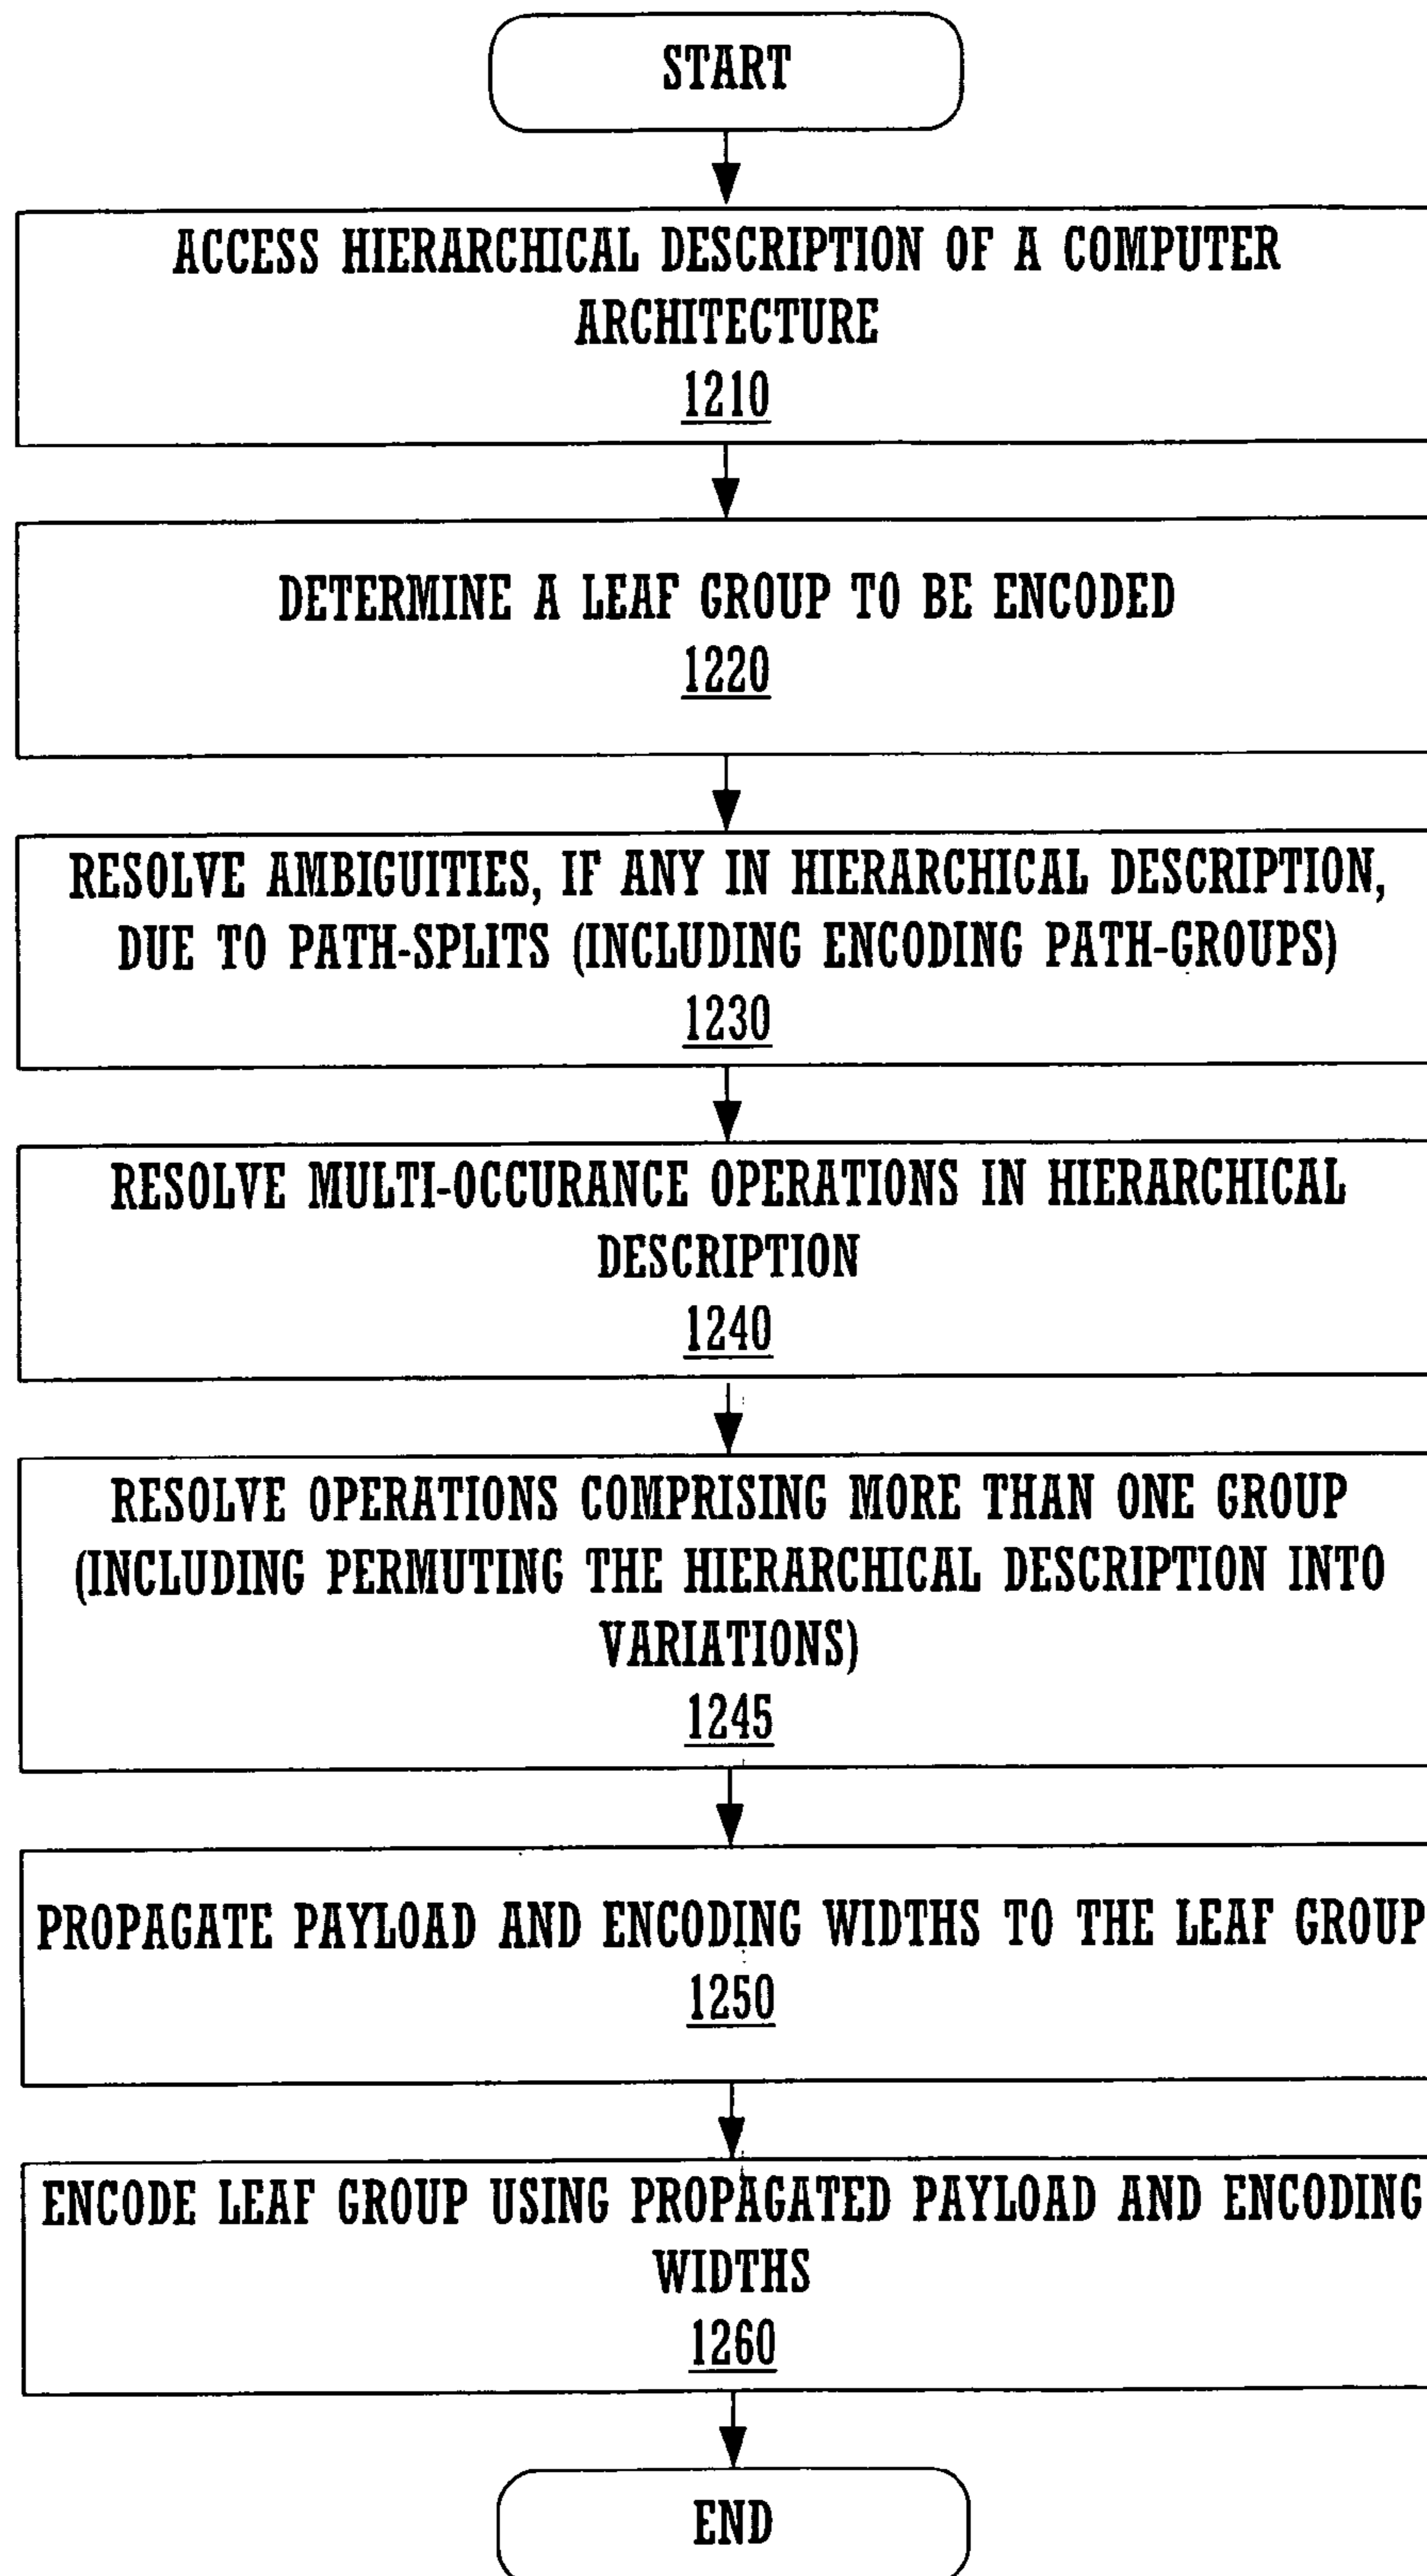 START
ACCESS HIERARCHICAL DESCRIPTION OF A COMPUTER
ARCHITECTURE
1210
DETERMINE A LEAF GROUP TO BE ENCODED
1220
RESOLVE AMBIGUITIES, IF ANY IN HIERARCHICAL DESCRIPTION,
DUE TO PATH-SPLITS (INCLUDING ENCODING PATH-GROUPS)
1230
RESOLVE MULTI-OCCURANCE OPERATIONS IN HIERARCHICAL
DESCRIPTION
1240
RESOLVE OPERATIONS COMPRISING MORE THAN ONE GROUP
(INCLUDING PERMUTING THE HIERARCHICAL DESCRIPTION INTO
VARIATIONS)
1245
PROPAGATE PAYLOAD AND ENCODING WIDTHS TO THE LEAF GROUP
1250
ENCODE LEAF GROUP USING PROPAGATED PAYLOAD AND ENCODING
WIDTHS
1260
END